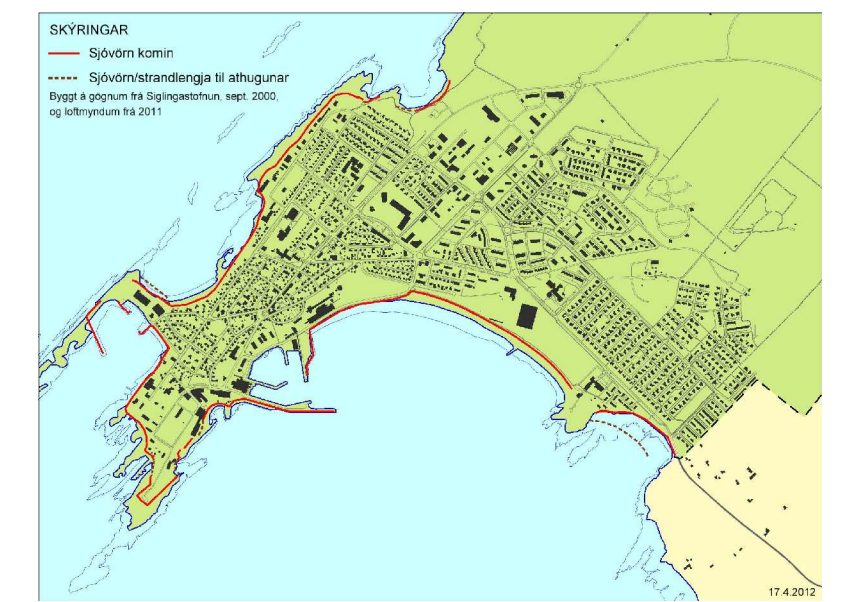 SKÝRINGAR
Sjóvörn komin
Sjóvörn/strandlengja til athugunar
Byggt á gögnum frá Siglingastofnun, sept. 2000,
og loftmyndum frá 2011
17.4.2012